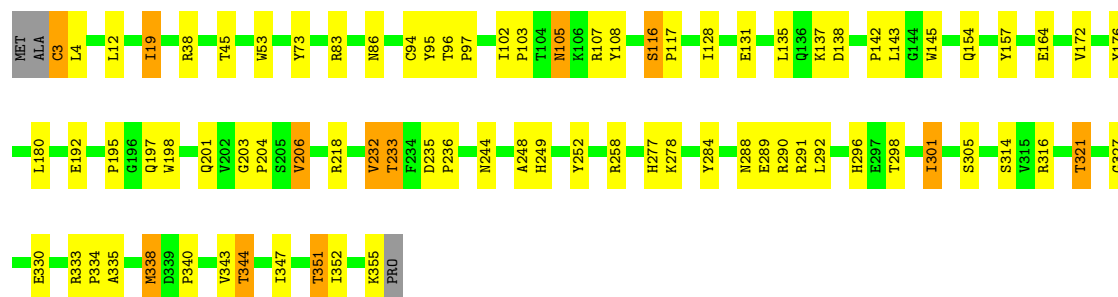 MET ALA C3 L4 L12 I19 R38 T45 W53 Y73 R83 N86 C94 Y95 T96 P97 I102 P103 T104 N105 K106 R107 Y108 S116 P117 I128 E131 L135 Q136 K137 D138 P142 L143 G144 W145 Q154 Y157 E164 V172 Y176
L180 E192 P195 G196 Q197 W198 Q201 V202 G203 P204 S205 V206 R218 V232 T233 F234 D235 P236 N244 A248 H249 Y252 R258 H277 K278 Y284 N288 E289 R290 R291 L292 H296 E297 T298 I301 S305 S314 V315 R316 T321
E330 R333 P334 A335 M338 D339 P340 V343 T344 I347 T351 I352 K355 PRO